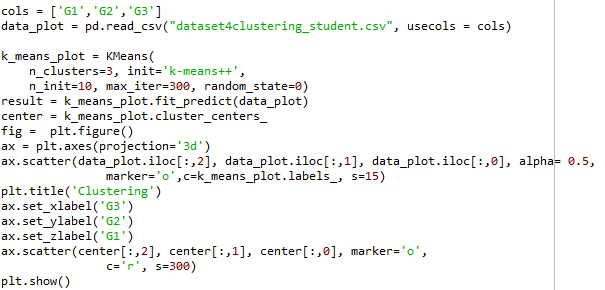 cols = ['G1','G2','G3']
data_plot = pd.read_csv("dataset4clustering_student.csv", usecols = cols)
k_means_plot = KMeans(
    n_clusters=3, init='k-means++',
    n_init=10, max_iter=300, random_state=0)
result = k_means_plot.fit_predict(data_plot)
center = k_means_plot.cluster_centers_
fig =  plt.figure()
ax = plt.axes(projection='3d')
ax.scatter(data_plot.iloc[:,2], data_plot.iloc[:,1], data_plot.iloc[:,0], alpha= 0.5,
           marker='o',c=k_means_plot.labels_, s=15)
plt.title('Clustering')
ax.set_xlabel('G3')
ax.set_ylabel('G2')
ax.set_zlabel('G1')
ax.scatter(center[:,2], center[:,1], center[:,0], marker='o',
           c='r', s=300)
plt.show()